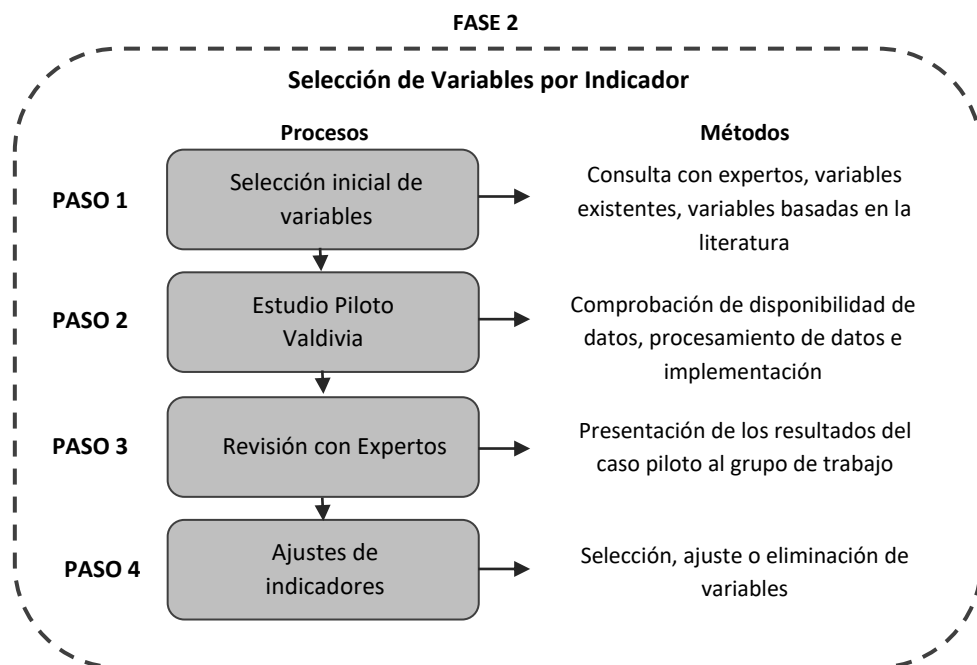 FASE 2
Selección de Variables por Indicador
Procesos
Métodos
PASO 1
Selección inicial de
variables
Consulta con expertos, variables
existentes, variables basadas en la
literatura
PASO 2
Estudio Piloto
Valdivia
Comprobación de disponibilidad de
datos, procesamiento de datos e
implementación
PASO 3
Revisión con Expertos
Presentación de los resultados del
caso piloto al grupo de trabajo
PASO 4
Ajustes de
indicadores
Selección, ajuste o eliminación de
variables